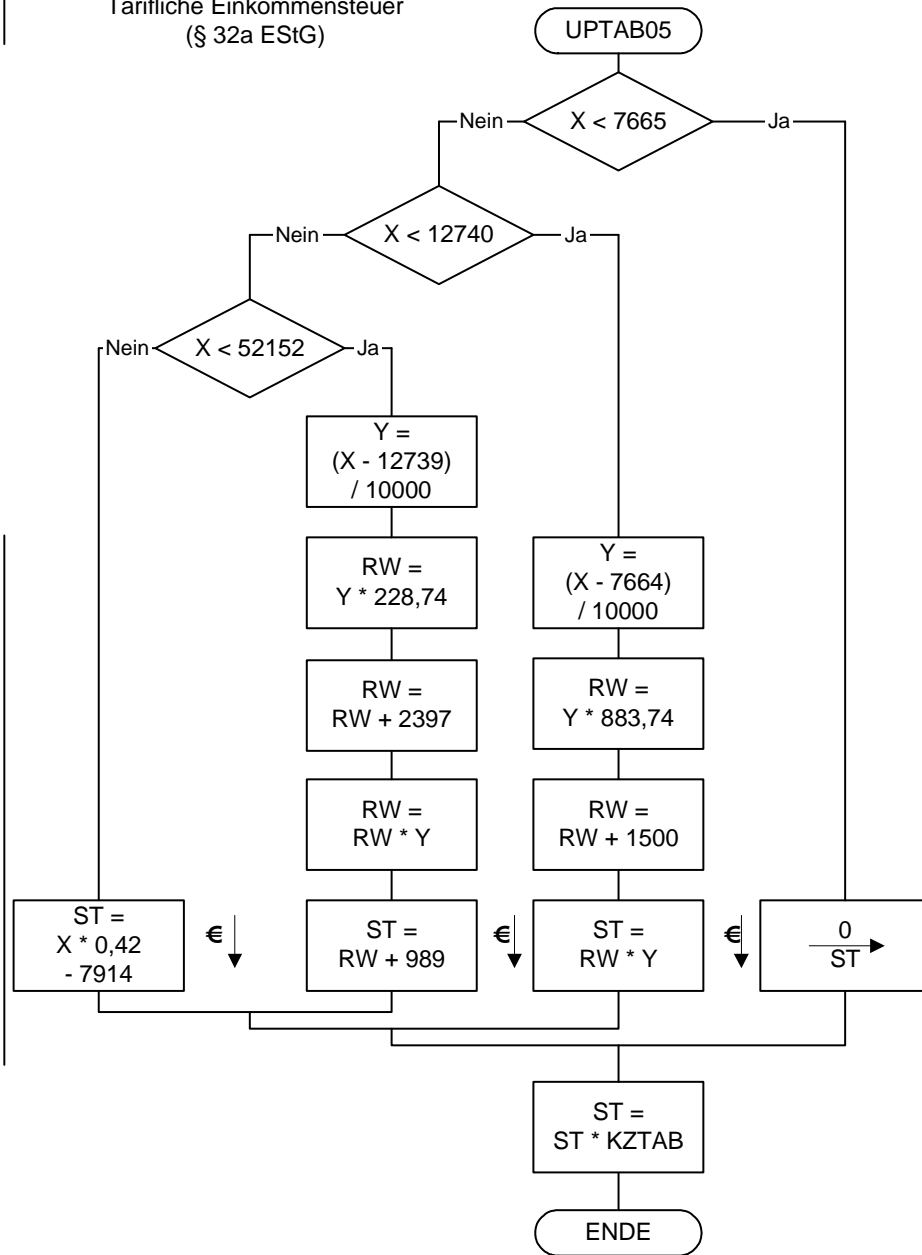 Tarifliche Einkommensteuer
(§ 32a EStG)
UPTAB05
Nein
X < 7665
Ja
Nein
X < 12740
Ja
Nein
X < 52152
Ja
Y =
(X - 12739)
/ 10000
RW =
Y * 228,74
Y =
(X - 7664)
/ 10000
RW =
RW + 2397
RW =
Y * 883,74
RW =
RW * Y
RW =
RW + 1500
ST =
X * 0,42
- 7914
€
ST =
RW + 989
€
ST =
RW * Y
€
0
ST
ST =
ST * KZTAB
ENDE